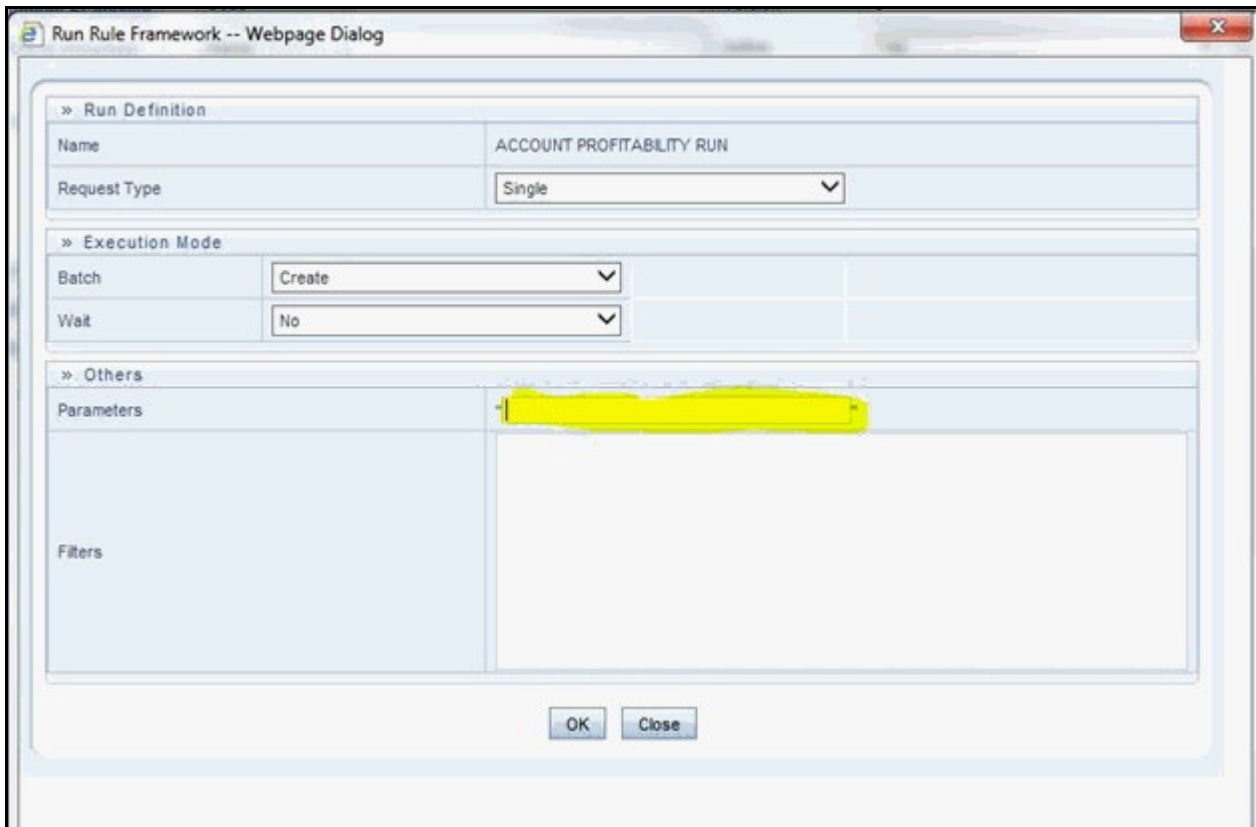 Run Rule Framework -- Webpage Dialog
x
» Run Definition
Name ACCOUNT PROFITABILITY RUN
Request Type Single
» Execution Mode
Batch Create
Wait No
» Others
Parameters " "
Filters
OK Close